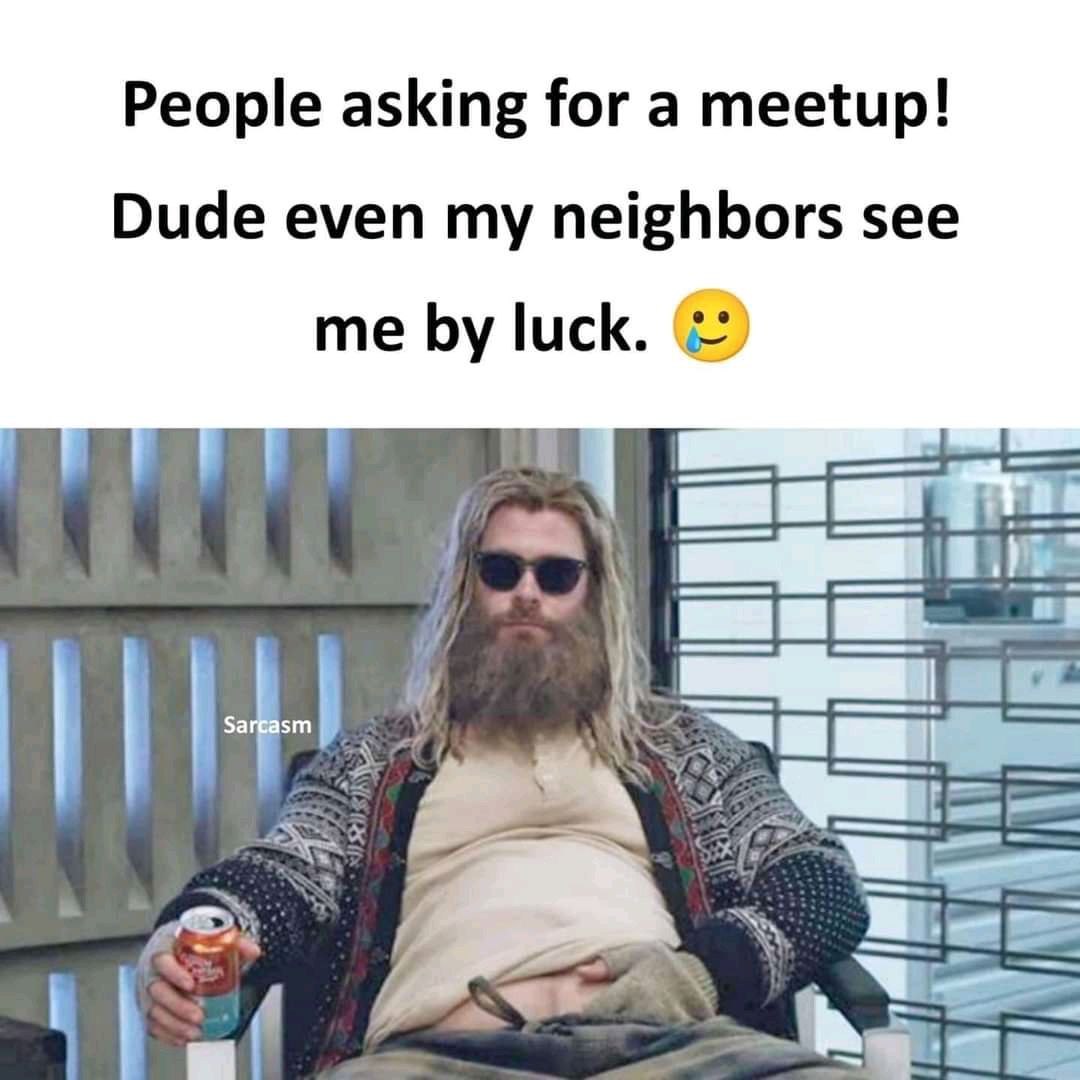 People asking for a meetup!
Dude even my neighbors see
me by luck. 🥲
Sarcasm